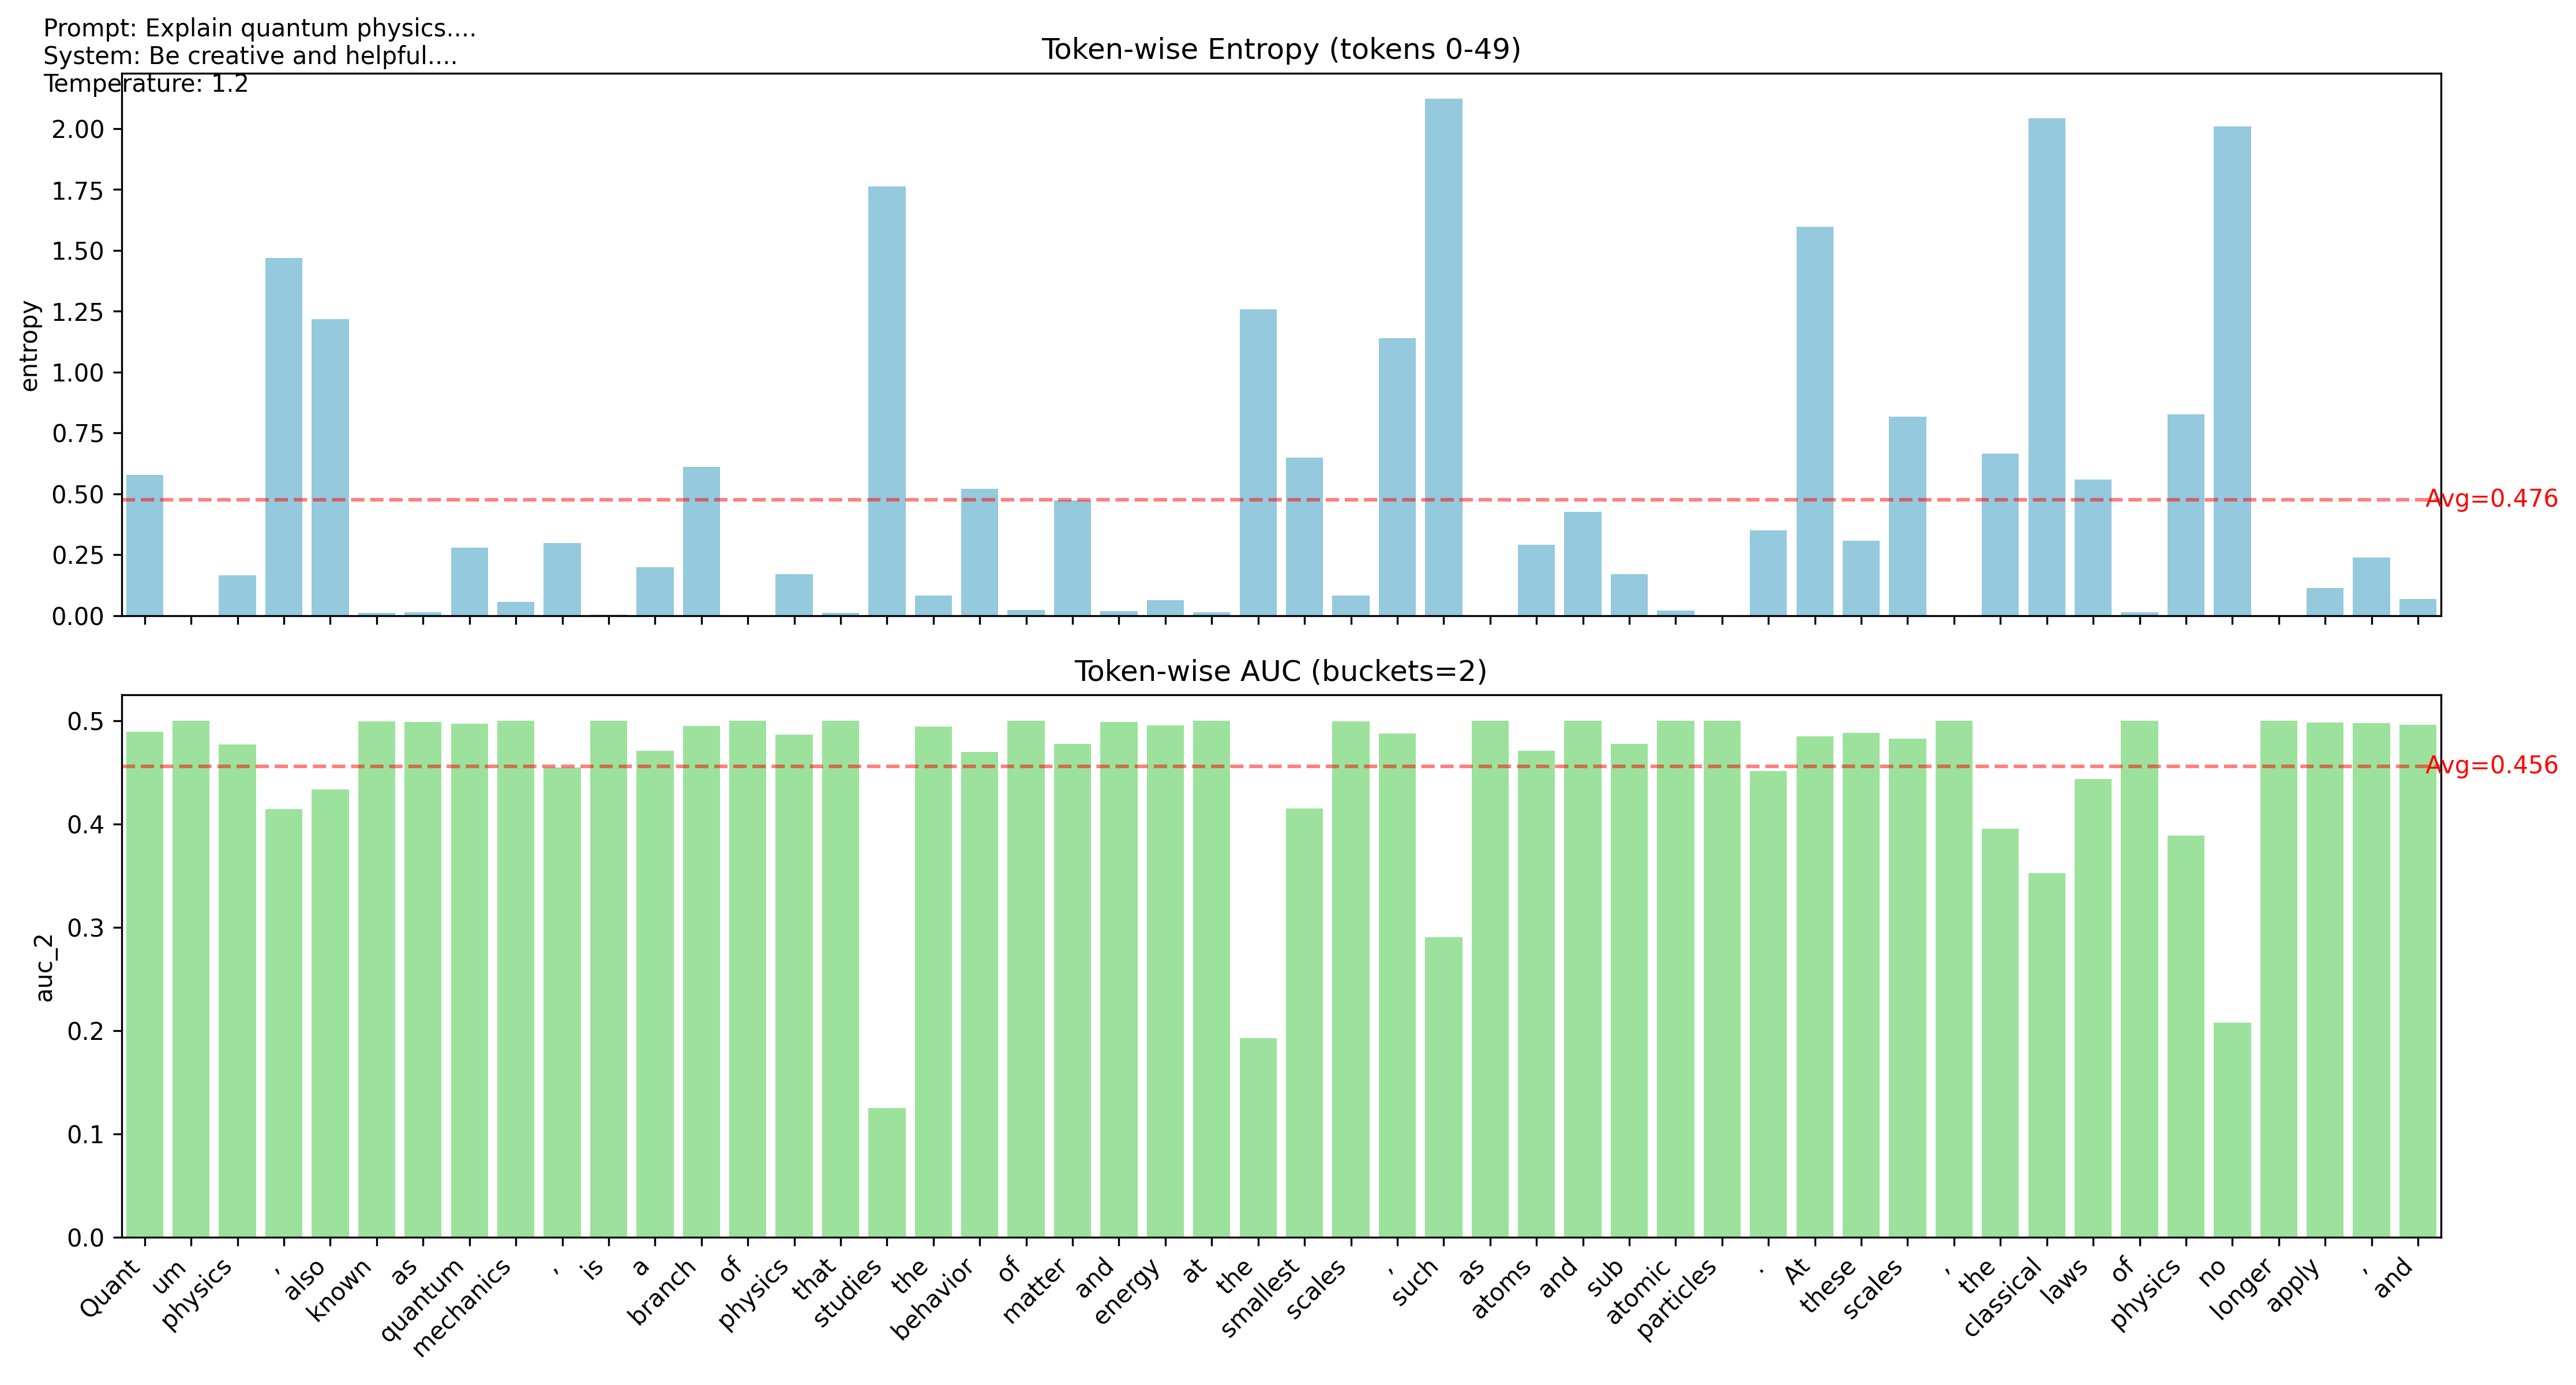 Prompt: Explain quantum physics....
System: Be creative and helpful....
Temperature: 1.2
Token-wise Entropy (tokens 0-49)
entropy
2.00
1.75
1.50
1.25
1.00
0.75
0.50
0.25
0.00
Avg=0.476
Token-wise AUC (buckets=2)
auc_2
0.5
0.4
0.3
0.2
0.1
0.0
Avg=0.456
Quant
um
physics
,
also
known
as
quantum
mechanics
,
is
a
branch
of
physics
that
studies
the
behavior
of
matter
and
energy
at
the
smallest
scales
,
such
as
atoms
and
sub
atomic
particles
.
At
these
scales
,
the
classical
laws
of
physics
no
longer
apply
,
and